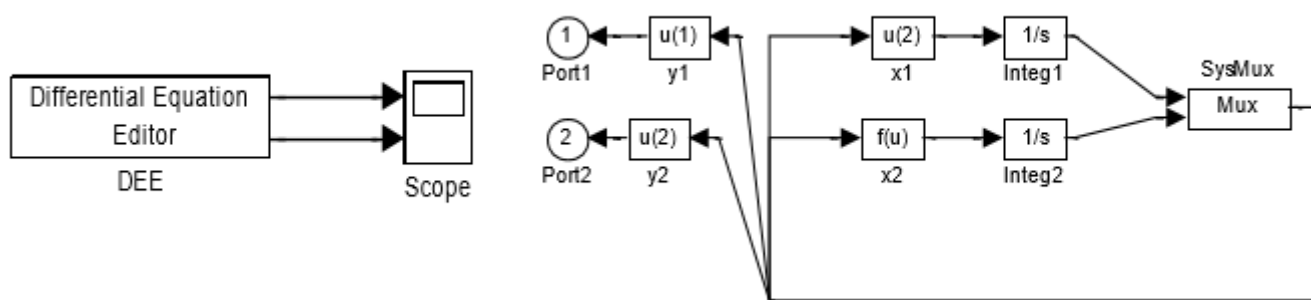 Differential Equation
Editor
DEE
Scope
1
Port1
u(1)
y1
u(2)
x1
1/s
Integ1
SysMux
Mux
2
Port2
u(2)
y2
f(u)
x2
1/s
Integ2